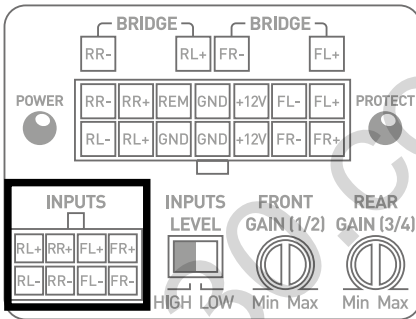 BRIDGE BRIDGE
RR- RL+ FR- FL+
POWER RR- RR+ REM GND +12V FL- FL+ PROTECT
RL- RL+ GND GND +12V FR- FR+
INPUTS INPUTS FRONT REAR
LEVEL GAIN (1/2) GAIN (3/4)
RL+ RR+ FL+ FR+
RL- RR- FL- FR-
HIGH LOW Min Max Min Max